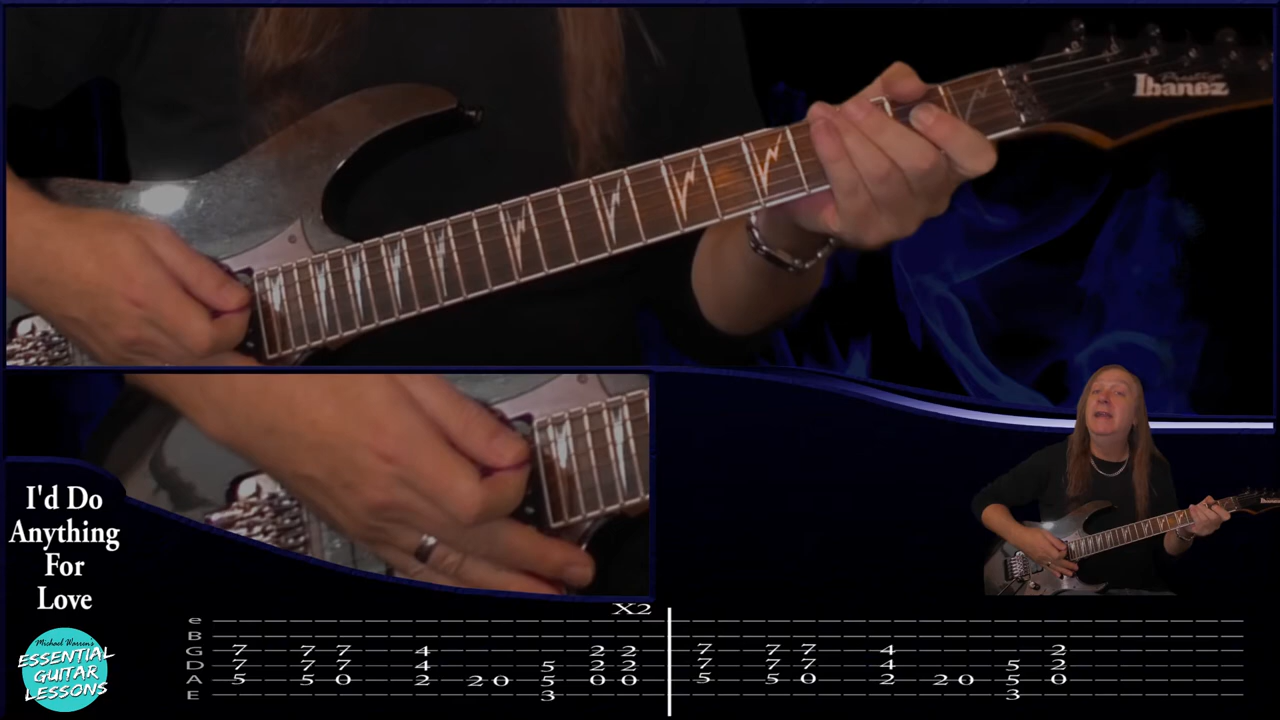 Prestige
Ibanez
I'd Do
Anything
For
Love
Michael Warren's
ESSENTIAL
GUITAR
LESSONS
X2
e
B
G 7 7 7 4 2 2 7 7 7 4 2
D 7 7 7 4 5 2 2 7 7 7 4 5 2
A 5 5 0 2 2 0 5 0 0 5 5 0 2 2 0 5 0
E 3 3